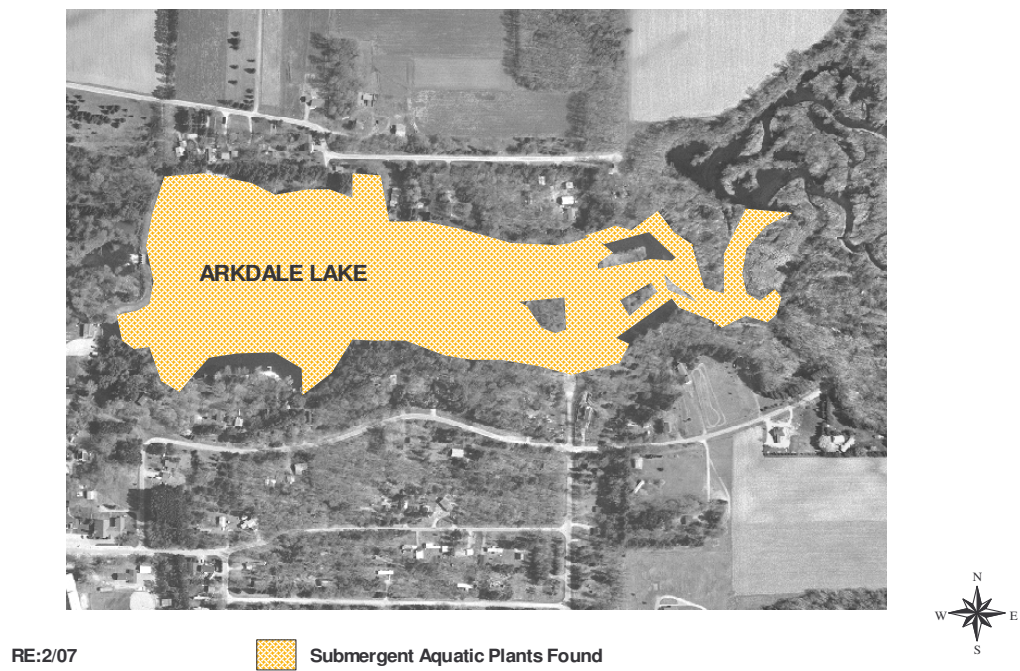 ARKDALE LAKE
N
W E
S
RE:2/07
Submergent Aquatic Plants Found